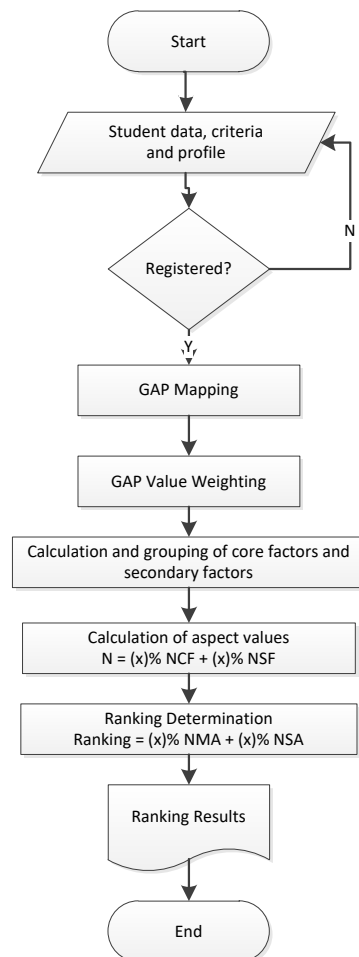 Start
Student data, criteria
and profile
N
Registered?
Y
GAP Mapping
GAP Value Weighting
Calculation and grouping of core factors and
secondary factors
Calculation of aspect values
N = (x)% NCF + (x)% NSF
Ranking Determination
Ranking = (x)% NMA + (x)% NSA
Ranking Results
End